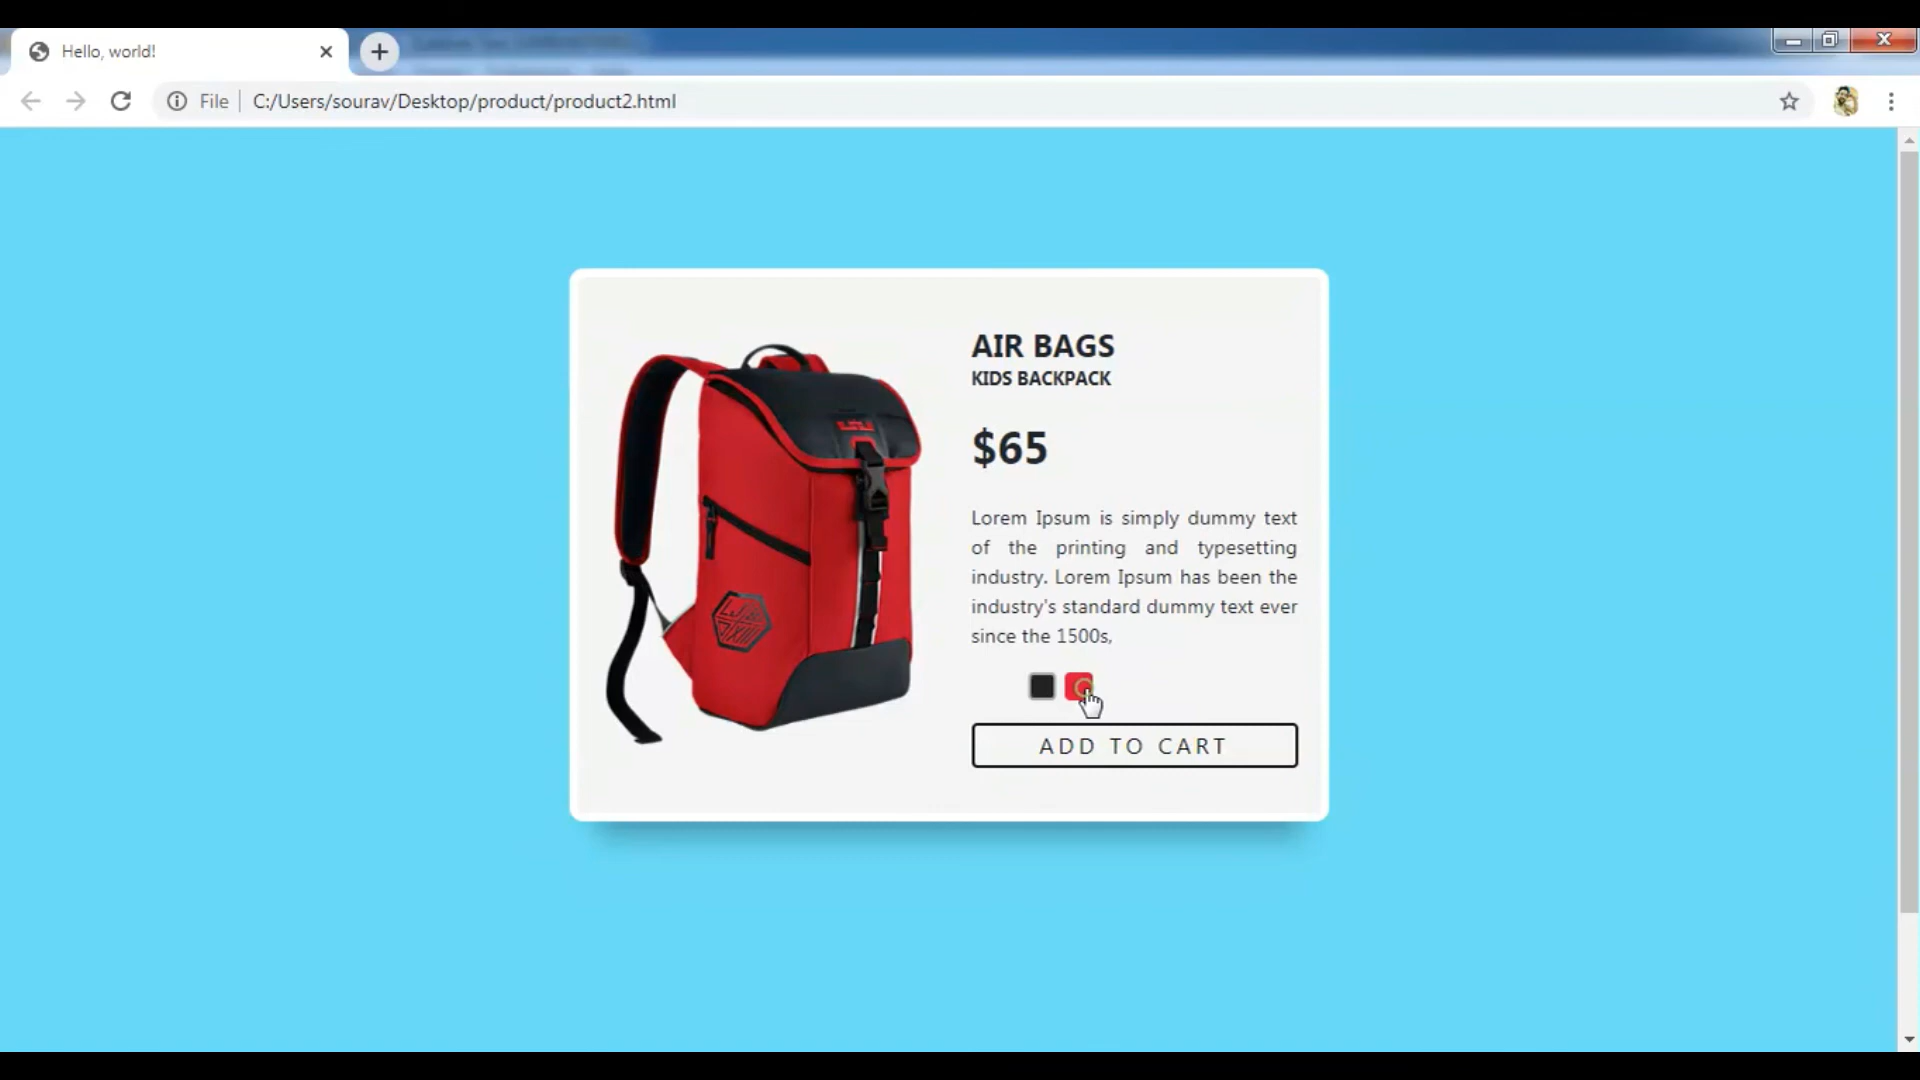 Hello, world!
File C:/Users/sourav/Desktop/product/product2.html
AIR BAGS
KIDS BACKPACK
$65
Lorem Ipsum is simply dummy text
of the printing and typesetting
industry. Lorem Ipsum has been the
industry's standard dummy text ever
since the 1500s,
ADD TO CART